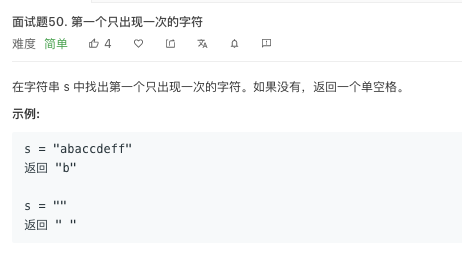 面试题50. 第一个只出现一次的字符
难度 简单 4
在字符串 s 中找出第一个只出现一次的字符。如果没有，返回一个单空格。
示例:
s = "abaccdeff"
返回 "b"
s = ""
返回 " "